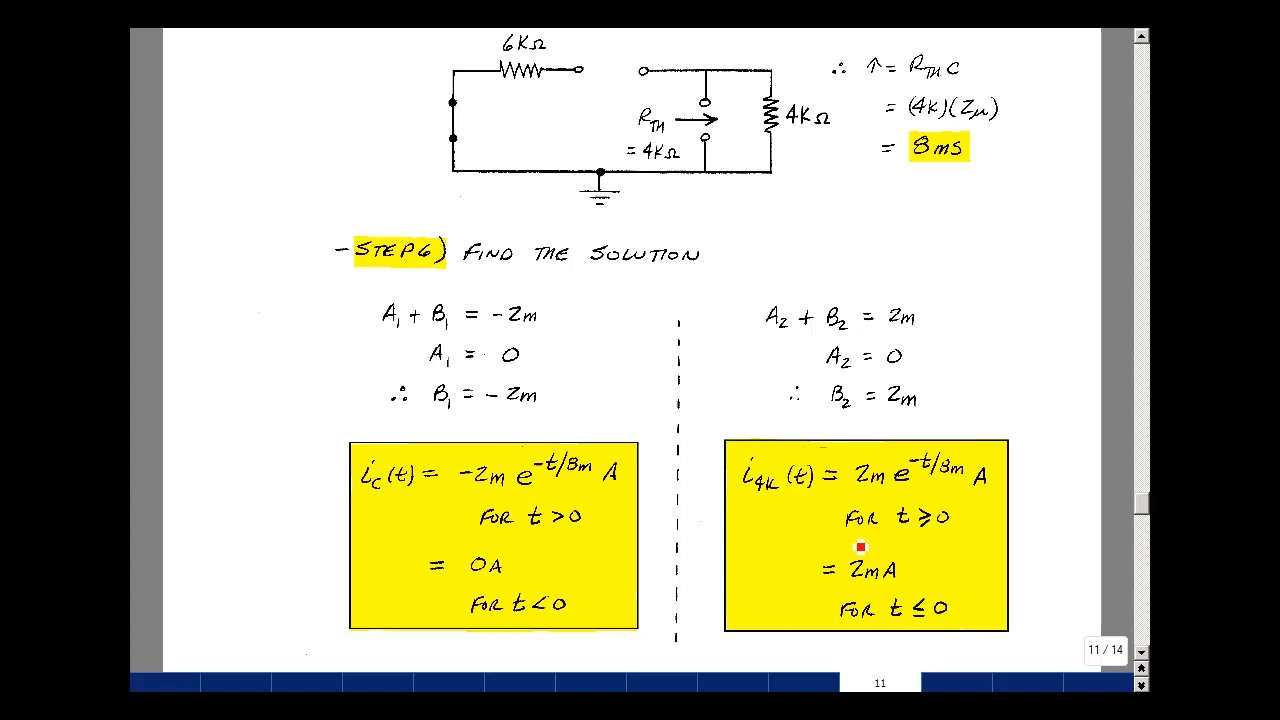 6KΩ
∴ τ = R_TH C
= (4K)(2μ)
= 8ms
R_TH
= 4KΩ
4KΩ
- STEP 6) FIND THE SOLUTION
A₁ + B₁ = -2m
A₁ = 0
∴ B₁ = -2m
i_C(t) = -2m e^(-t/8m) A
FOR t > 0
= 0A
FOR t < 0
A₂ + B₂ = 2m
A₂ = 0
∴ B₂ = 2m
i_4K(t) = 2m e^(-t/8m) A
FOR t ≥ 0
= 2mA
FOR t ≤ 0
11 / 14
11